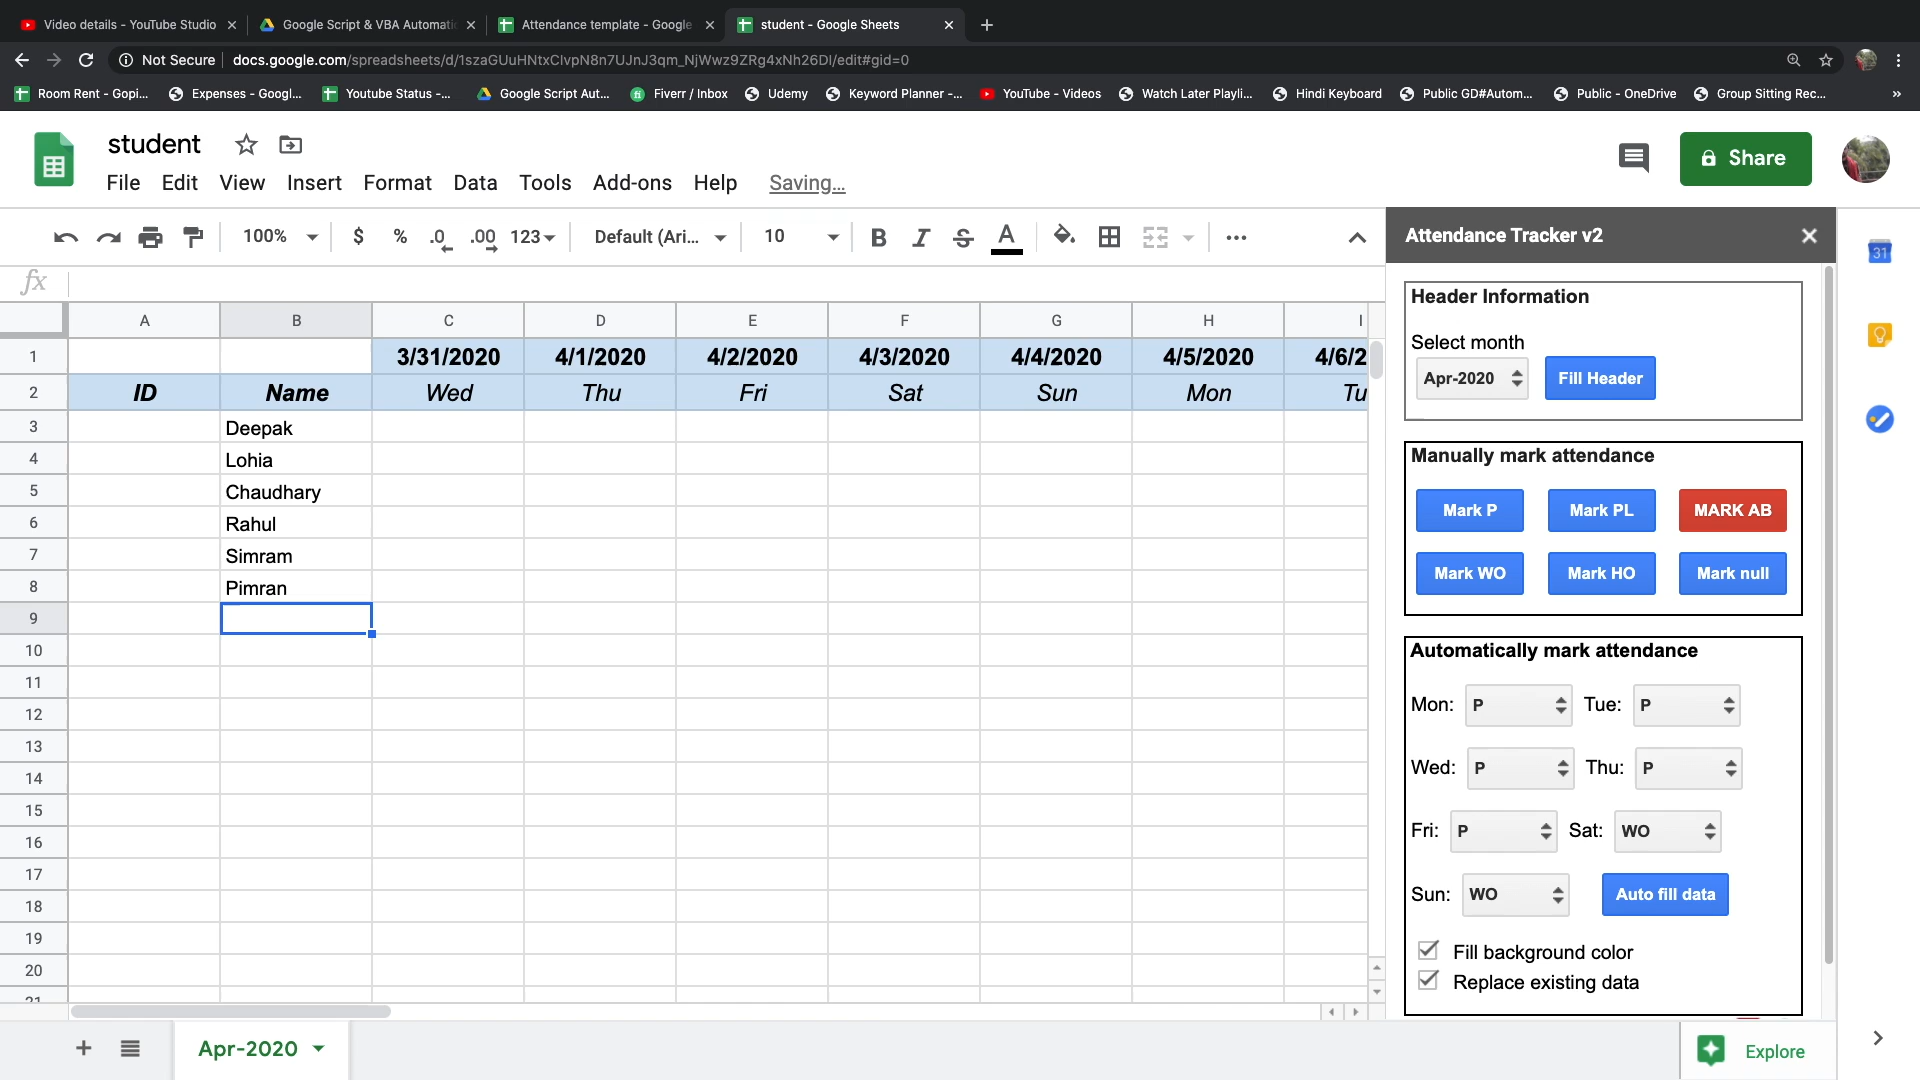 Video details - YouTube Studio
Google Script & VBA Automati
Attendance template - Google
student - Google Sheets
Not Secure
docs.google.com/spreadsheets/d/1szaGUuHNtxClvpN8n7UJnJ3qm_NjWwz9ZRg4xNh26DI/edit#gid=0
Room Rent - Gopi...
Expenses - Googl...
Youtube Status -...
Google Script Aut...
Fiverr / Inbox
Udemy
Keyword Planner -...
YouTube - Videos
Watch Later Playli...
Hindi Keyboard
Public GD#Autom...
Public - OneDrive
Group Sitting Rec...
student
Share
File Edit View Insert Format Data Tools Add-ons Help Saving...
100% $ % .0 .00 123 Default (Ari... 10 B I S A
Attendance Tracker v2
fx
A B C D E F G H I
1 3/31/2020 4/1/2020 4/2/2020 4/3/2020 4/4/2020 4/5/2020 4/6/2
2 ID Name Wed Thu Fri Sat Sun Mon Tu
3 Deepak
4 Lohia
5 Chaudhary
6 Rahul
7 Simram
8 Pimran
9
10
11
12
13
14
15
16
17
18
19
20
21
Header Information
Select month
Apr-2020 Fill Header
Manually mark attendance
Mark P Mark PL MARK AB
Mark WO Mark HO Mark null
Automatically mark attendance
Mon: P Tue: P
Wed: P Thu: P
Fri: P Sat: WO
Sun: WO Auto fill data
Fill background color
Replace existing data
31
Apr-2020
Explore